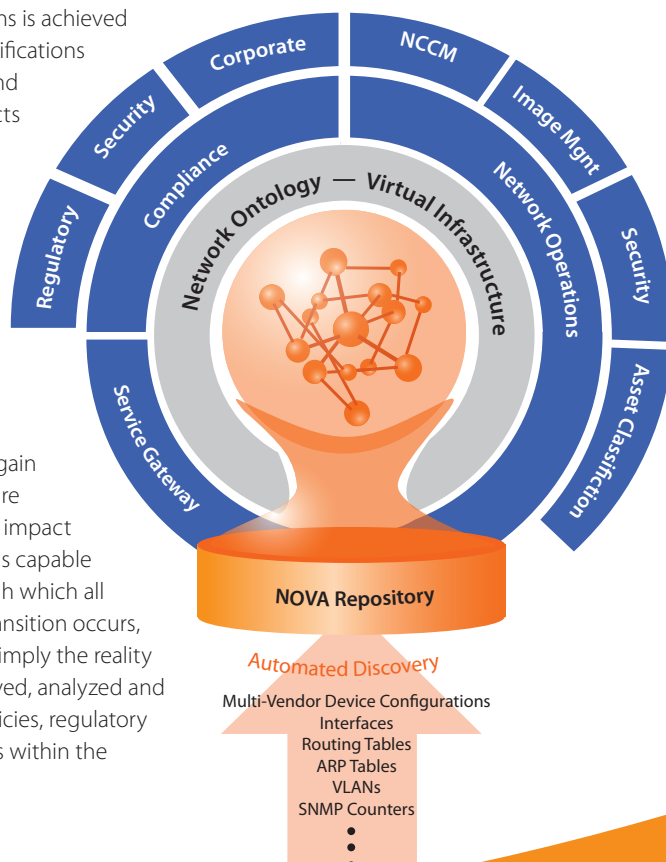 ns is achieved
ifications
nd
cts
gain
re
impact
s capable
h which all
ansition occurs,
imply the reality
ved, analyzed and
icies, regulatory
s within the
Regulatory
Security
Corporate
NCCM
Image Mgnt
Security
Asset Classifiction
Service Gateway
Compliance
Network Operations
Network Ontology — Virtual Infrastructure
NOVA Repository
Automated Discovery
Multi-Vendor Device Configurations
Interfaces
Routing Tables
ARP Tables
VLANs
SNMP Counters